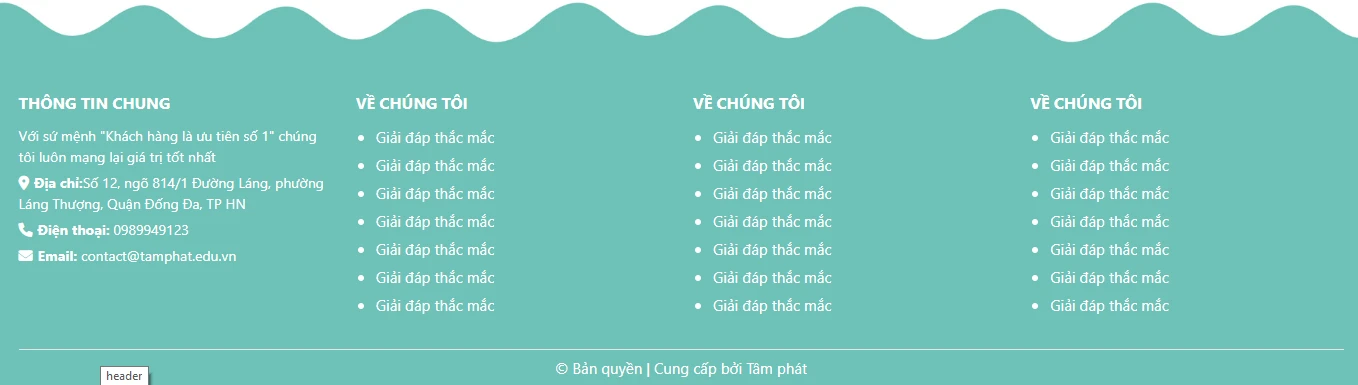 THÔNG TIN CHUNG
Với sứ mệnh "Khách hàng là ưu tiên số 1" chúng
tôi luôn mạng lại giá trị tốt nhất
Địa chỉ:Số 12, ngõ 814/1 Đường Láng, phường
Láng Thượng, Quận Đống Đa, TP HN
Điện thoại: 0989949123
Email: contact@tamphat.edu.vn
VỀ CHÚNG TÔI
Giải đáp thắc mắc
Giải đáp thắc mắc
Giải đáp thắc mắc
Giải đáp thắc mắc
Giải đáp thắc mắc
Giải đáp thắc mắc
Giải đáp thắc mắc
VỀ CHÚNG TÔI
Giải đáp thắc mắc
Giải đáp thắc mắc
Giải đáp thắc mắc
Giải đáp thắc mắc
Giải đáp thắc mắc
Giải đáp thắc mắc
Giải đáp thắc mắc
VỀ CHÚNG TÔI
Giải đáp thắc mắc
Giải đáp thắc mắc
Giải đáp thắc mắc
Giải đáp thắc mắc
Giải đáp thắc mắc
Giải đáp thắc mắc
Giải đáp thắc mắc
© Bản quyền | Cung cấp bởi Tâm phát
header